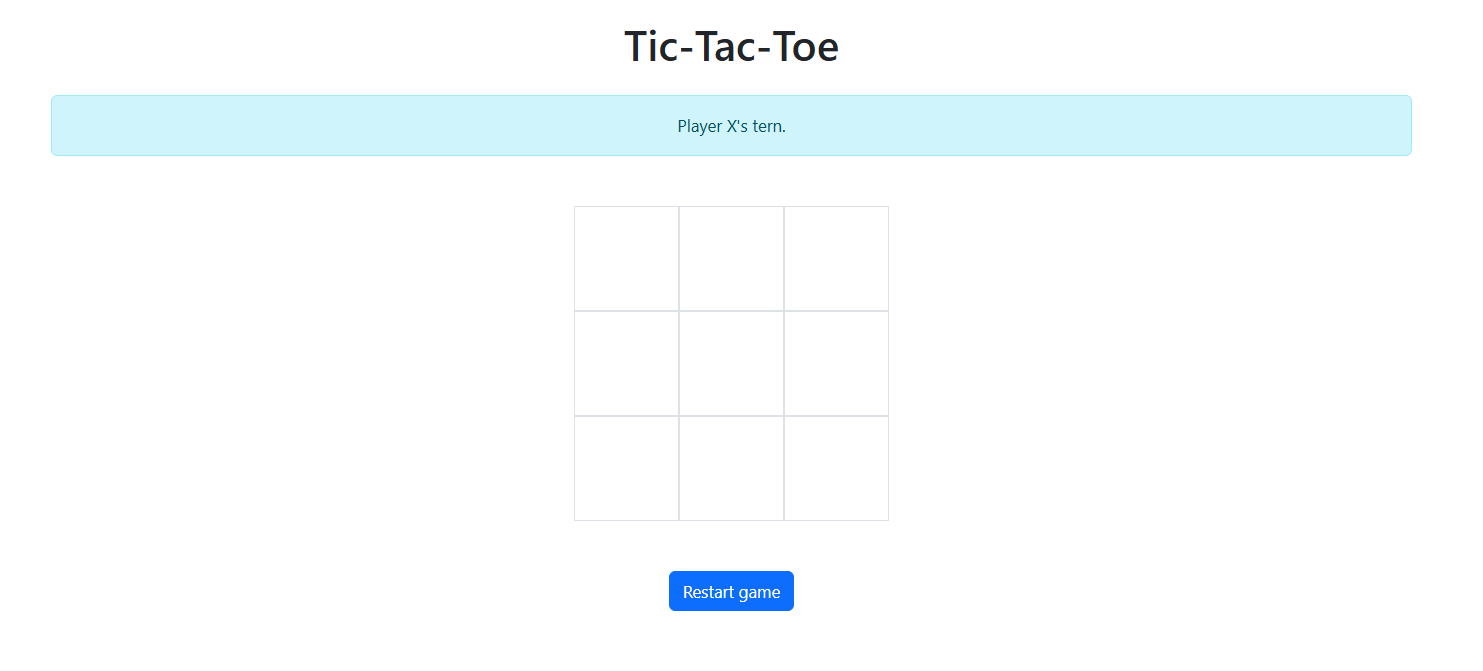 Tic-Tac-Toe
Player X's tern.
Restart game